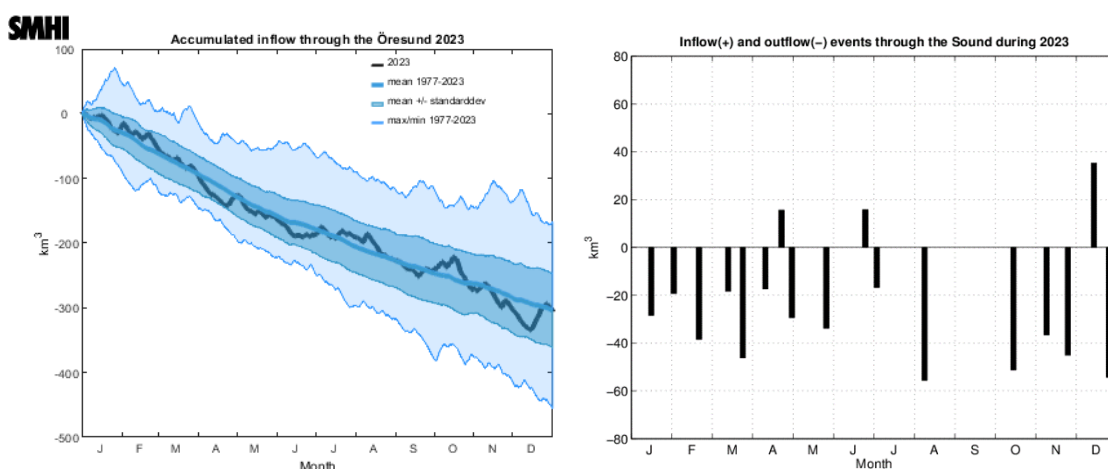 SMHI
Accumulated inflow through the Öresund 2023
100
0
-100
-200
-300
-400
-500
km³
2023
mean 1977-2023
mean +/- standarddev
max/min 1977-2023
J F M A M J J A S O N D
Month
Inflow(+) and outflow(−) events through the Sound during 2023
80
60
40
20
0
−20
−40
−60
−80
km³
J F M A M J J A S O N D
Month